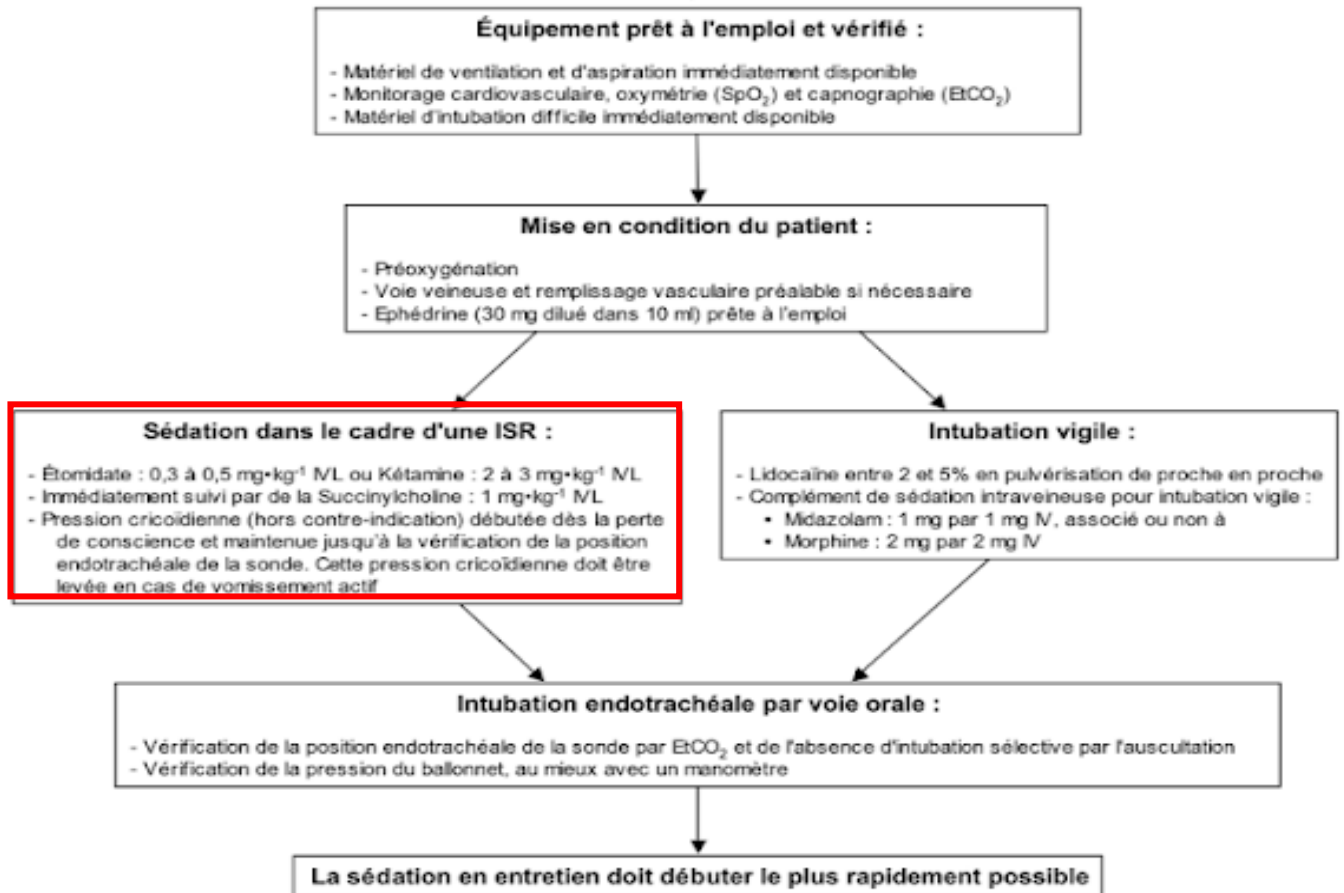 Équipement prêt à l'emploi et vérifié :
- Matériel de ventilation et d'aspiration immédiatement disponible
- Monitorage cardiovasculaire, oxymétrie (SpO₂) et capnographie (EtCO₂)
- Matériel d'intubation difficile immédiatement disponible
Mise en condition du patient :
- Préoxygénation
- Voie veineuse et remplissage vasculaire préalable si nécessaire
- Ephédrine (30 mg dilué dans 10 ml) prête à l'emploi
Sédation dans le cadre d'une ISR :
- Étomidate : 0,3 à 0,5 mg•kg⁻¹ IVL ou Kétamine : 2 à 3 mg•kg⁻¹ IVL
- Immédiatement suivi par de la Succinylcholine : 1 mg•kg⁻¹ IVL
- Pression cricoïdienne (hors contre-indication) débutée dès la perte
de conscience et maintenue jusqu'à la vérification de la position
endotrachéale de la sonde. Cette pression cricoïdienne doit être
levée en cas de vomissement actif
Intubation vigile :
- Lidocaïne entre 2 et 5% en pulvérisation de proche en proche
- Complément de sédation intraveineuse pour intubation vigile :
• Midazolam : 1 mg par 1 mg IV, associé ou non à
• Morphine : 2 mg par 2 mg IV
Intubation endotrachéale par voie orale :
- Vérification de la position endotrachéale de la sonde par EtCO₂ et de l'absence d'intubation sélective par l'auscultation
- Vérification de la pression du ballonnet, au mieux avec un manomètre
La sédation en entretien doit débuter le plus rapidement possible